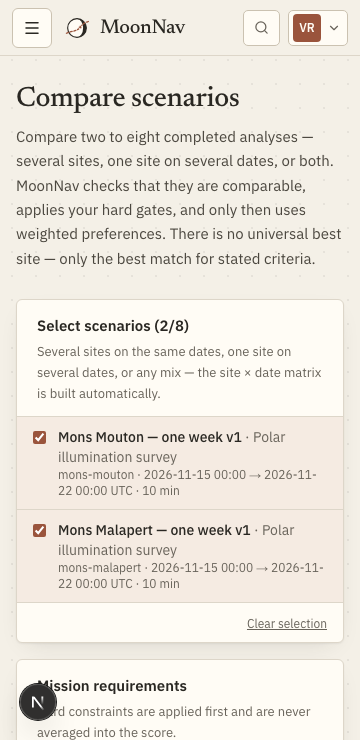 VR
MoonNav
Compare scenarios
Compare two to eight completed analyses —
several sites, one site on several dates, or both.
MoonNav checks that they are comparable,
applies your hard gates, and only then uses
weighted preferences. There is no universal best
site — only the best match for stated criteria.
Select scenarios (2/8)
Several sites on the same dates, one site on
several dates, or any mix — the site × date matrix
is built automatically.
Mons Mouton — one week v1 · Polar
illumination survey
mons-mouton · 2026-11-15 00:00 → 2026-11-
22 00:00 UTC · 10 min
Mons Malapert — one week v1 · Polar
illumination survey
mons-malapert · 2026-11-15 00:00 → 2026-11-
22 00:00 UTC · 10 min
Clear selection
Mission requirements
N
constraints are applied first and are never
averaged into the score.